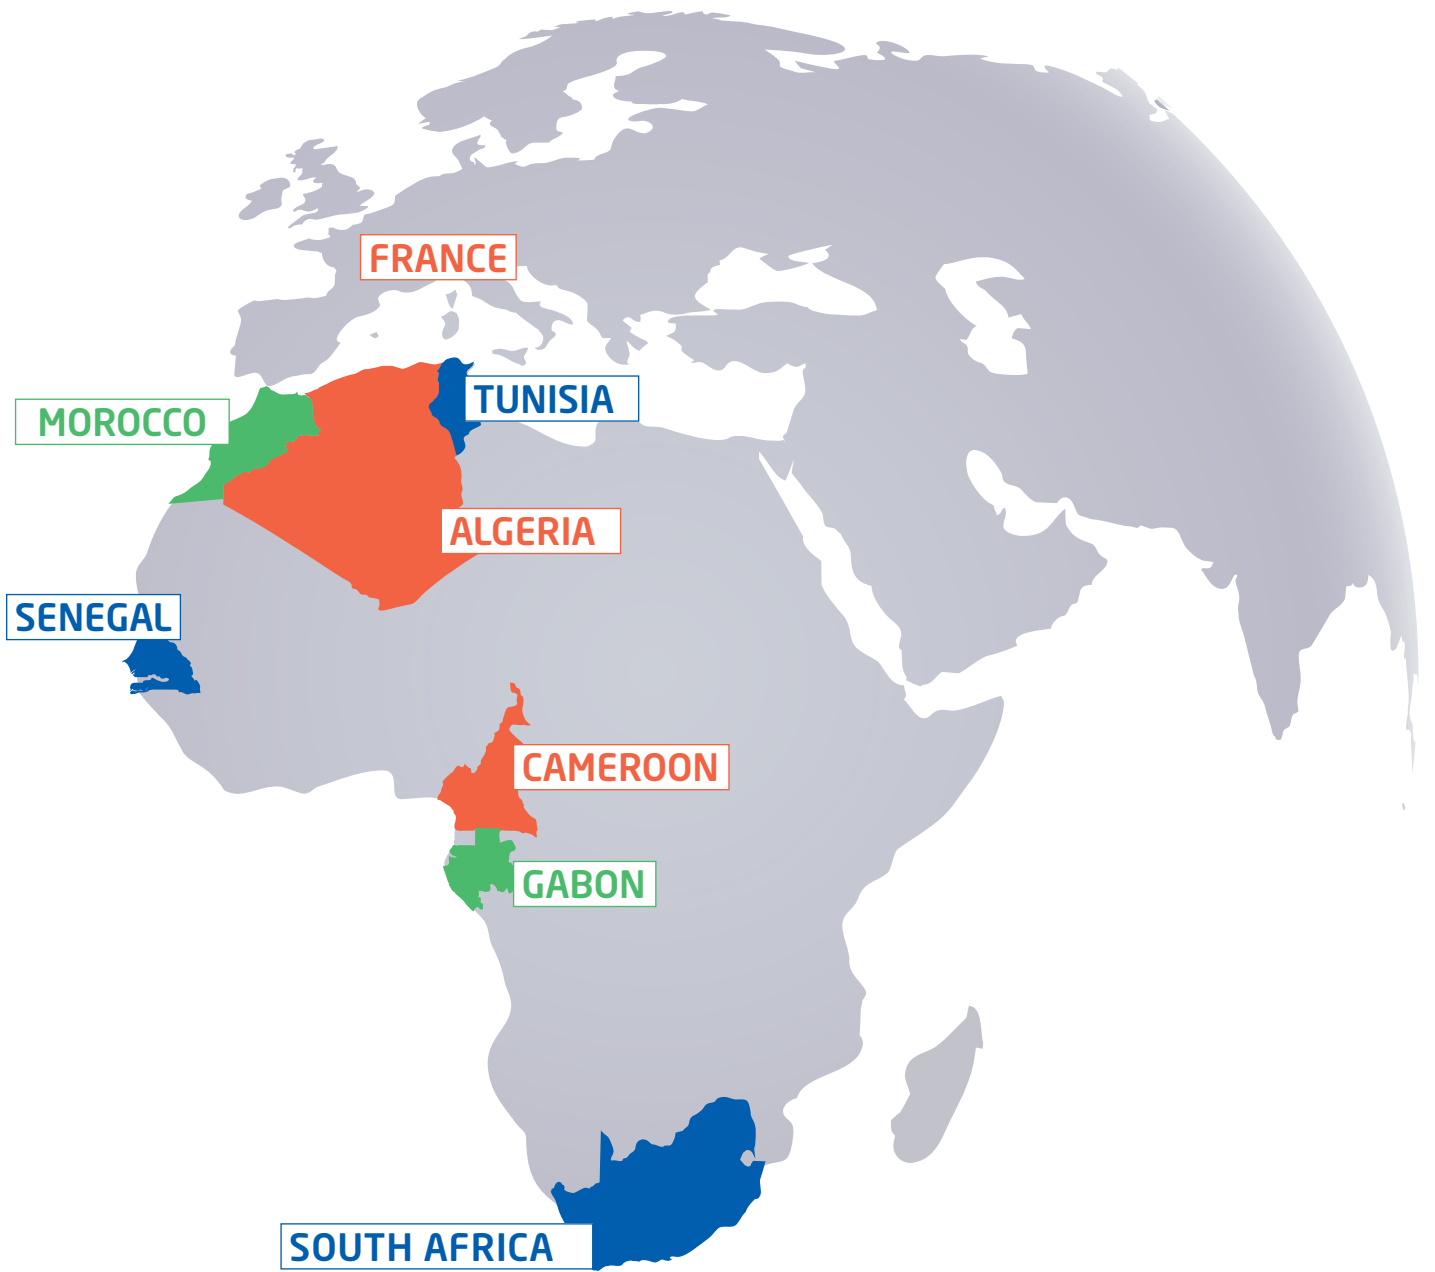 FRANCE
TUNISIA
MOROCCO
ALGERIA
SENEGAL
CAMEROON
GABON
SOUTH AFRICA